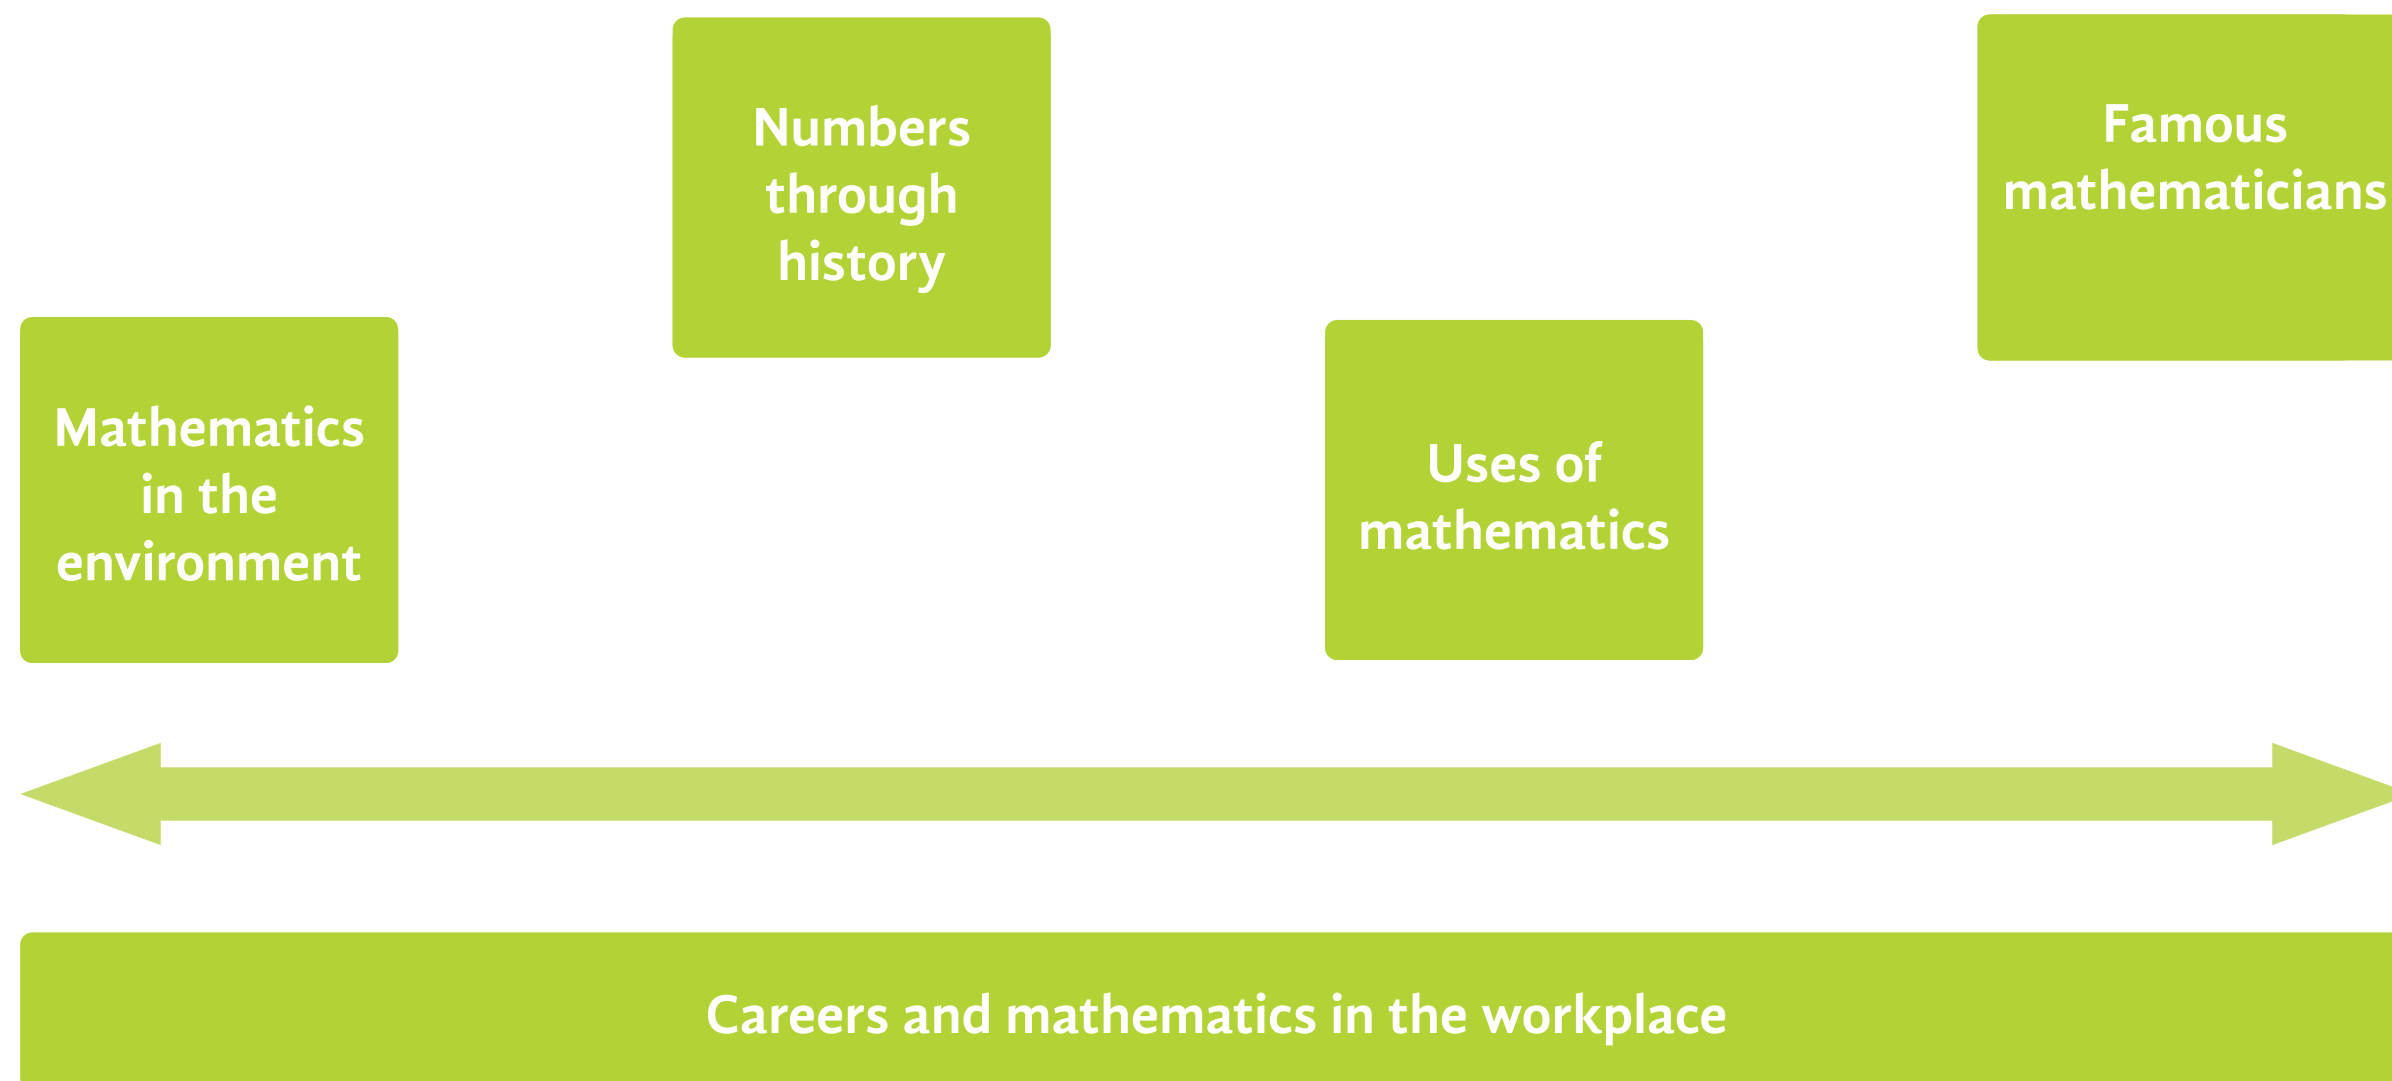 Mathematics
in the
environment
Numbers
through
history
Uses of
mathematics
Famous
mathematicians
Careers and mathematics in the workplace